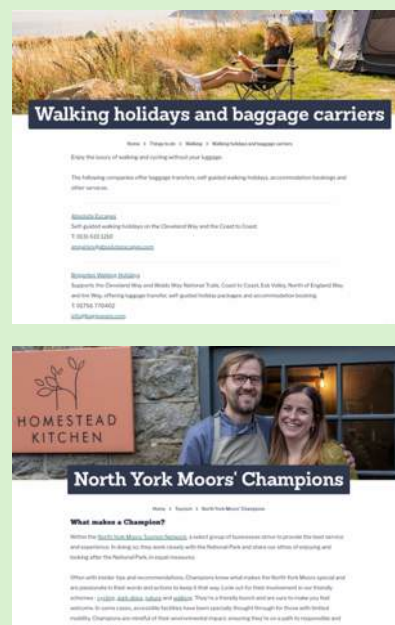 Walking holidays and baggage carriers
Home > Things to do > Walking > Walking holidays and baggage carriers
Enjoy the luxury of walking and cycling without your luggage.
The following companies offer baggage transfers, self guided walking holidays, accommodation bookings and
other services.
Absolute Escapes
Self-guided walking holidays on the Cleveland Way and the Coast to Coast.
Brigantes Walking Holidays
Supports the Cleveland Way and Wolds Way National Trails, Coast to Coast, Esk Valley, North of England Way,
and Inn Way, offering luggage transfer, self-guided holiday packages and accommodation booking.
T: 01756 770402
HOMESTEAD
KITCHEN
North York Moors' Champions
Home > Tourism > North York Moors' Champions
What makes a Champion?
Within the North York Moors Tourism Network, a select group of businesses strive to provide the best service
and experience. In doing so, they work closely with the National Park and share our ethos of enjoying and
looking after the National Park, in equal measure.
Often with insider tips and recommendations, Champions know what makes the North York Moors special and
are passionate in their words and actions to keep it that way. Look out for their involvement in our friendly
schemes - cycling, dark skies, nature and walking. They're a friendly bunch and are sure to make you feel
welcome. In some cases, accessible facilities have been specially thought through for those with limited
mobility. Champions are mindful of their environmental impact, ensuring they're on a path to responsible and